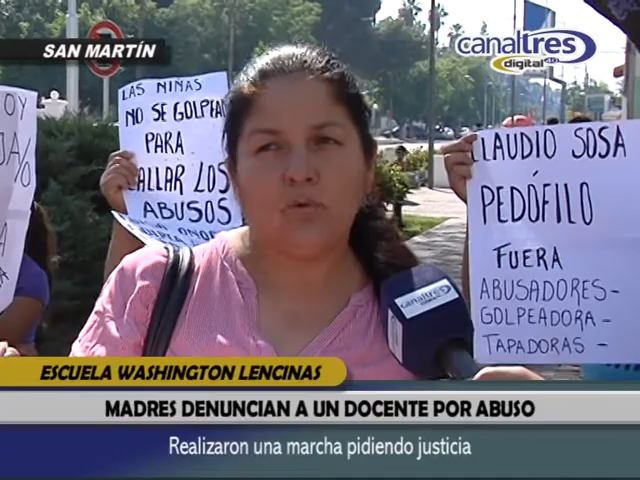 SAN MARTÍN
canaltres
digital
LAS NIÑAS
NO SE GOLPEAN
PARA
CALLAR LOS
ABUSOS
CLAUDIO SOSA
PEDÓFILO
FUERA
ABUSADORES-
GOLPEADORA-
TAPADORAS-
canaltres
ESCUELA WASHINGTON LENCINAS
MADRES DENUNCIAN A UN DOCENTE POR ABUSO
Realizaron una marcha pidiendo justicia